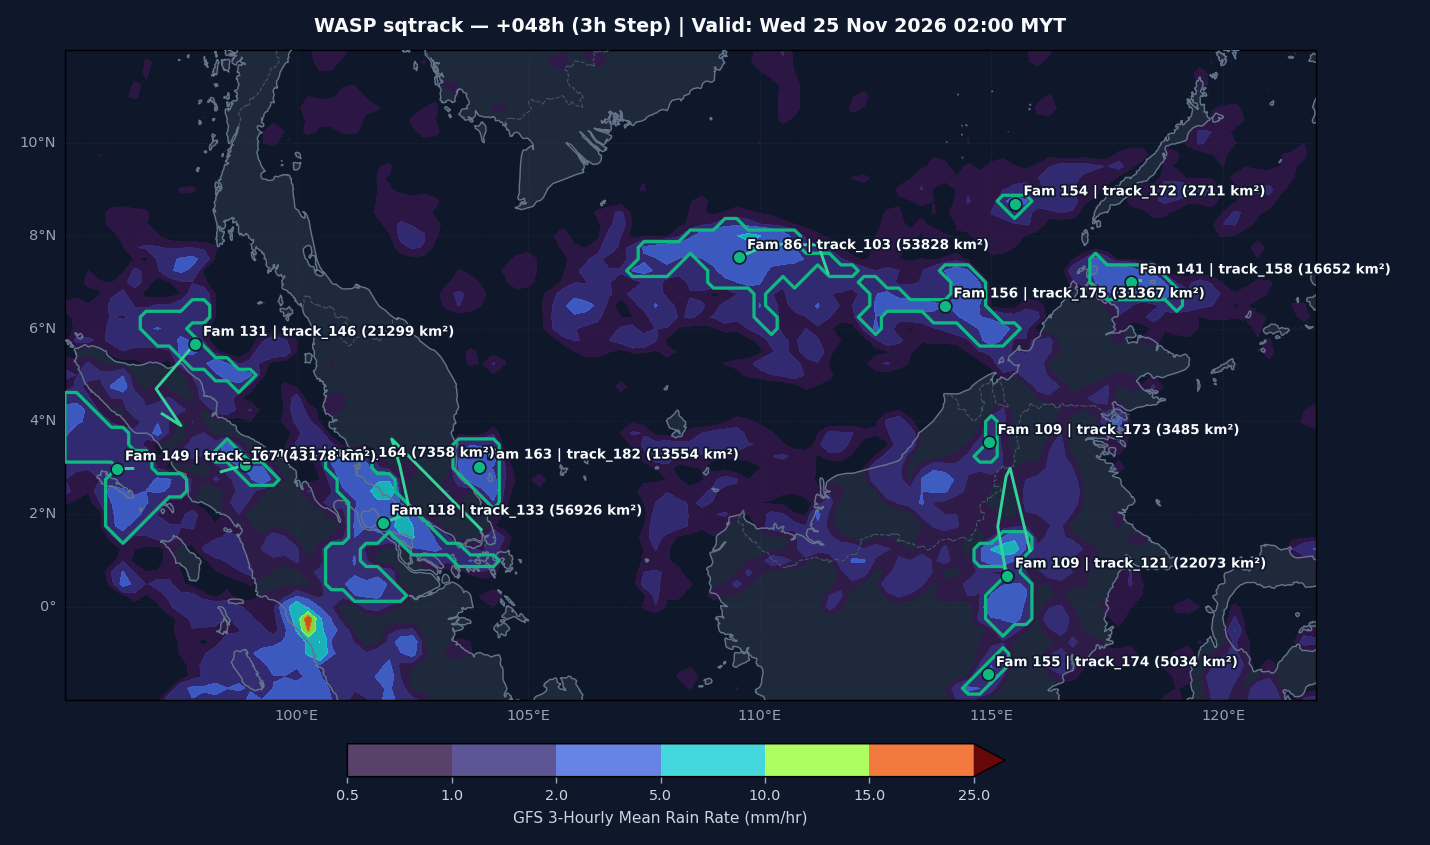 WASP sqtrack — +048h (3h Step) | Valid: Wed 25 Nov 2026 02:00 MYT
10°N
8°N
6°N
4°N
2°N
0°
Fam 154 | track_172 (2711 km²)
Fam 86 | track_103 (53828 km²)
Fam 141 | track_158 (16652 km²)
Fam 156 | track_175 (31367 km²)
Fam 131 | track_146 (21299 km²)
Fam 109 | track_173 (3485 km²)
Fam 149 | track_167 (43178 km²)
164 (7358 km²)
am 163 | track_182 (13554 km²)
Fam 118 | track_133 (56926 km²)
Fam 109 | track_121 (22073 km²)
Fam 155 | track_174 (5034 km²)
100°E 105°E 110°E 115°E 120°E
0.5 1.0 2.0 5.0 10.0 15.0 25.0
GFS 3-Hourly Mean Rain Rate (mm/hr)